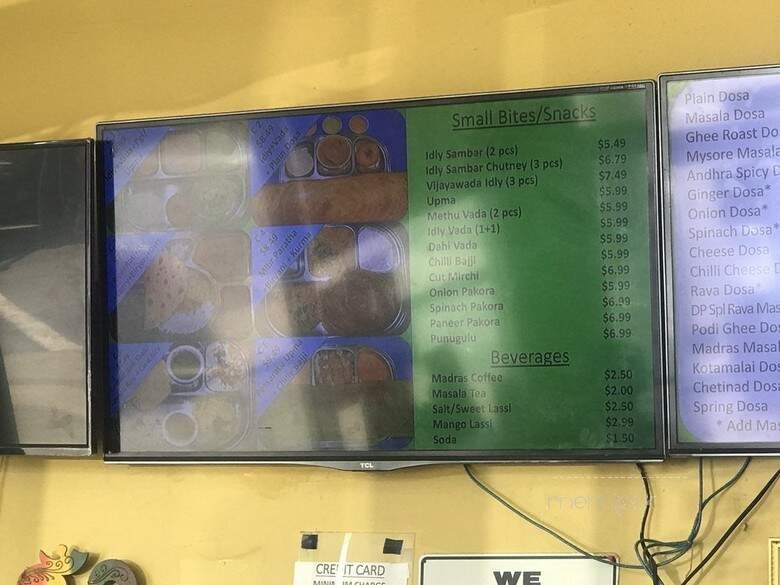 Small Bites/Snacks
Idly Sambar (2 pcs) $5.49
Idly Sambar Chutney (3 pcs) $6.79
Vijayawada Idly (3 pcs) $7.49
Upma $5.99
Methu Vada (2 pcs) $5.99
Idly Vada (1+1) $5.99
Dahi Vada $5.99
Chilli Bajji $5.99
Cut Mirchi $6.99
Onion Pakora $5.99
Spinach Pakora $6.99
Paneer Pakora $6.99
Punugulu $6.99
Beverages
Madras Coffee $2.50
Masala Tea $2.00
Salt/Sweet Lassi $2.50
Mango Lassi $2.99
Soda $1.50
TCL
Plain Dosa
Masala Dosa
Ghee Roast Do
Mysore Masala
Andhra Spicy D
Ginger Dosa*
Onion Dosa*
Spinach Dosa*
Cheese Dosa
Chilli Cheese D
Rava Dosa*
DP Spl Rava Mas
Podi Ghee Dos
Madras Masal
Kotamalai Dos
Chetinad Dosa
Spring Dosa
* Add Mas
CREDIT CARD
MINIMUM CHARGE
WE